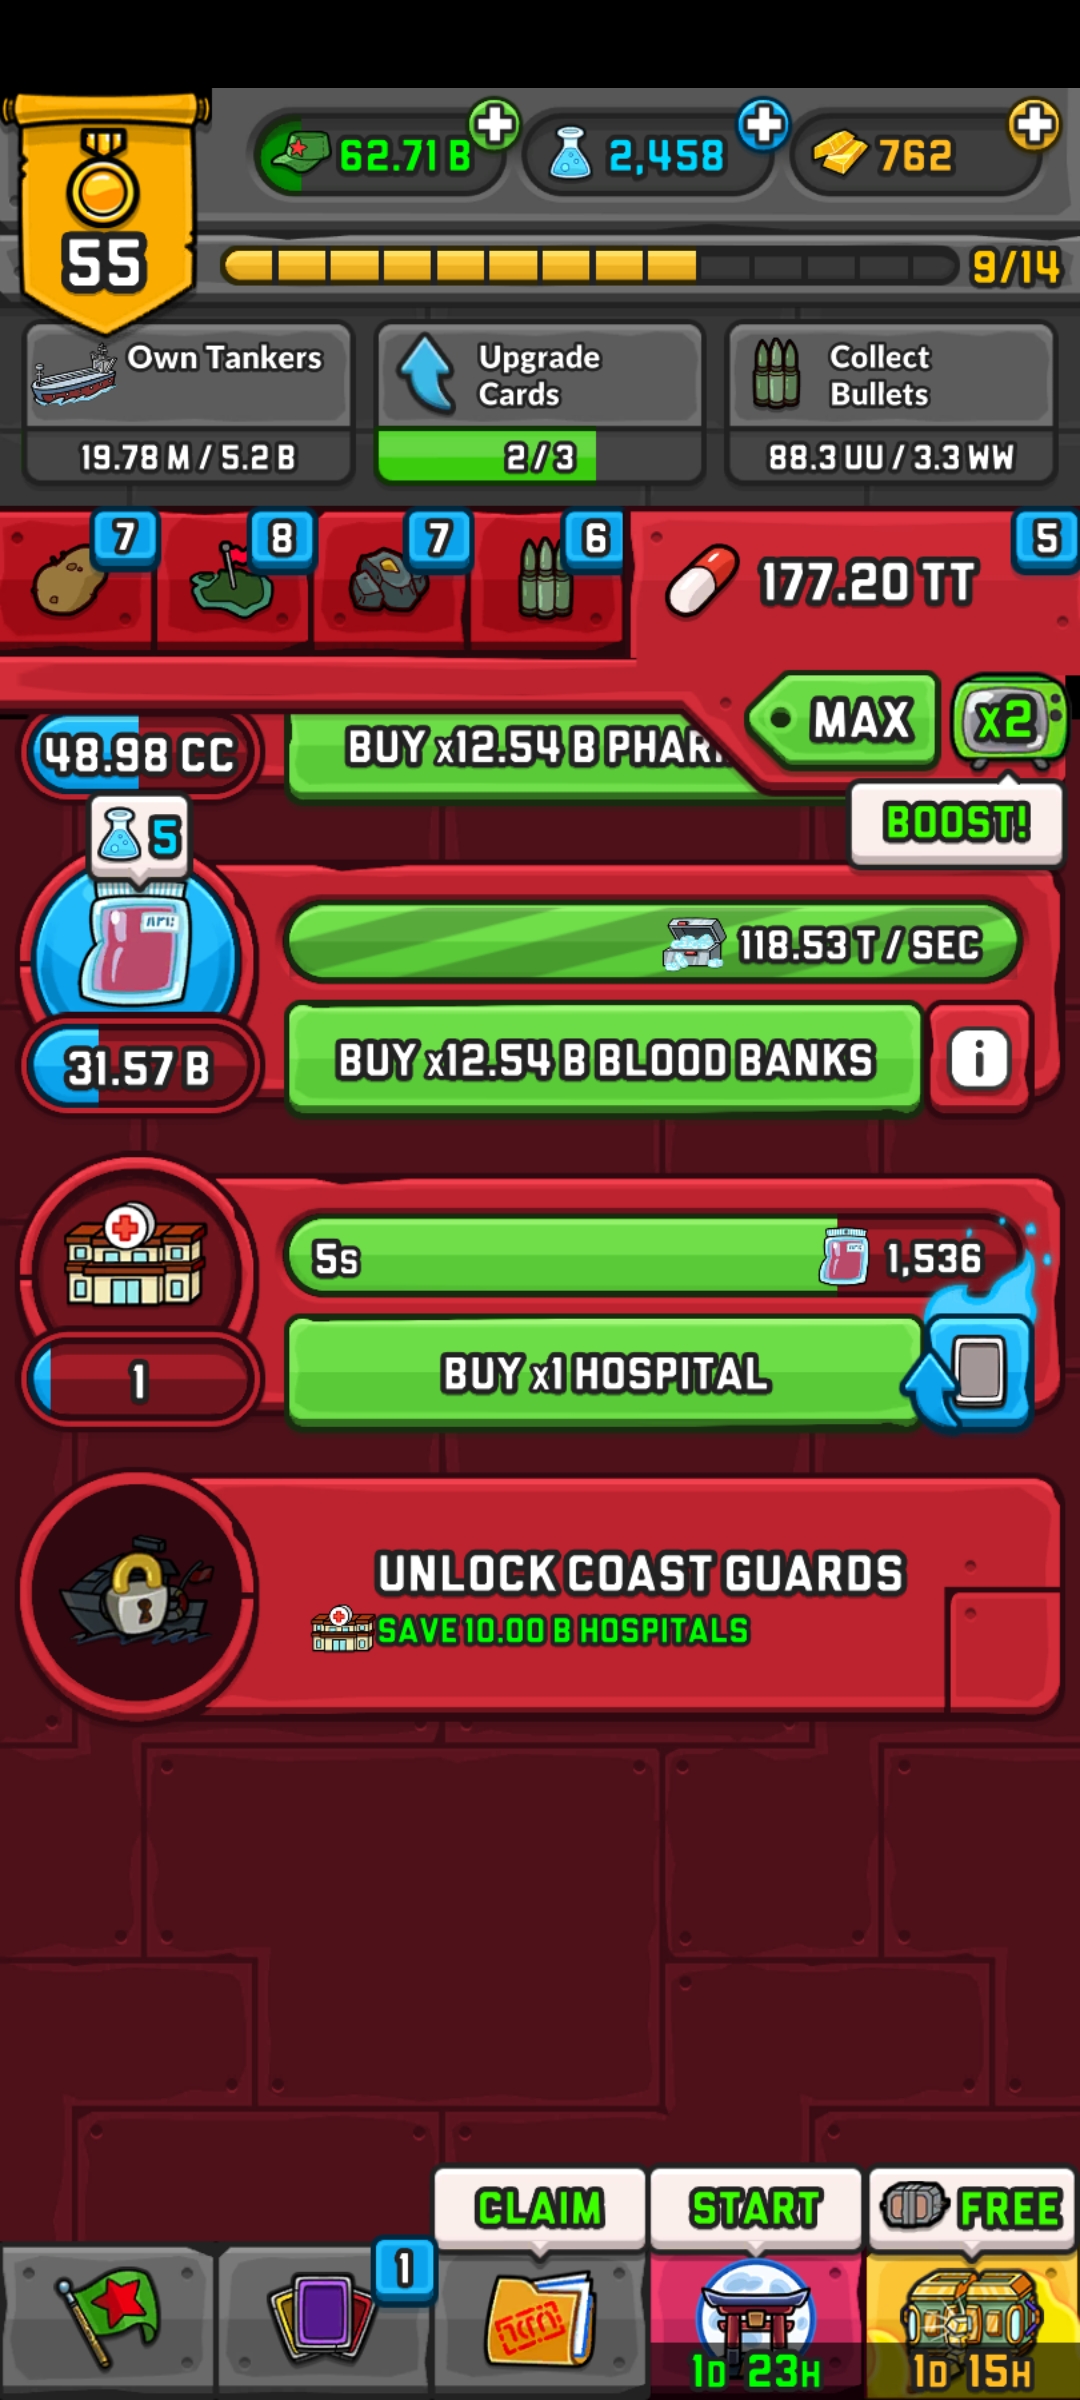 62.71 B
2,458
762
55
9/14
Own Tankers
19.78 M / 5.2 B
Upgrade
Cards
2 / 3
Collect
Bullets
88.3 UU / 3.3 WW
7
8
7
6
5
177.20 TT
MAX
x2
BOOST!
48.98 CC
BUY x12.54 B
5
118.53 T / SEC
31.57 B
BUY x12.54 B BLOOD BANKS
i
5s
1,536
1
BUY x1 HOSPITAL
UNLOCK COAST GUARDS
SAVE 10.00 B HOSPITALS
CLAIM
START
FREE
1
1D 23H
1D 15H